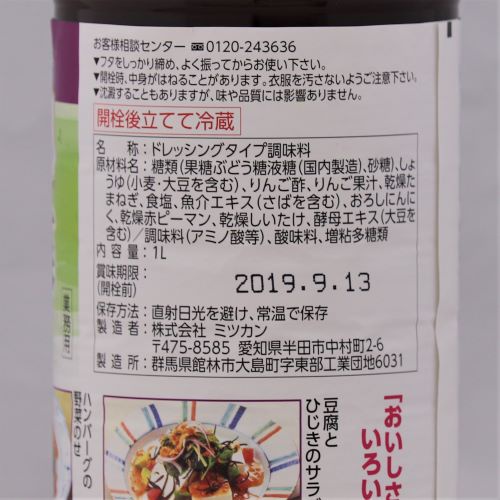 お客様相談センター 0120-243636
▼フタをしっかり締め、よく振ってからお使い下さい。
▼開栓時、中身がはねることがあります。衣服を汚さないようご注意下さい。
▼沈澱することもありますが、味や品質には影響ありません。
開栓後立てて冷蔵
名称：ドレッシングタイプ調味料
原材料名：糖類(果糖ぶどう糖液糖(国内製造)、砂糖)、しょ
うゆ(小麦・大豆を含む)、りんご酢、りんご果汁、乾燥た
まねぎ、食塩、魚介エキス(さばを含む)、おろしにんに
く、乾燥赤ピーマン、乾燥しいたけ、酵母エキス(大豆を
含む)／調味料(アミノ酸等)、酸味料、増粘多糖類
内容量：1L
賞味期限：
(開栓前)
2019.9.13
保存方法：直射日光を避け、常温で保存
製造者：株式会社 ミツカン
〒475-8585 愛知県半田市中村町2-6
製造所：群馬県館林市大島町字東部工業団地6031
業務用
ハンバーグの
野菜のせ
豆腐と
ひじきのサラ
「おいしさ
いろい